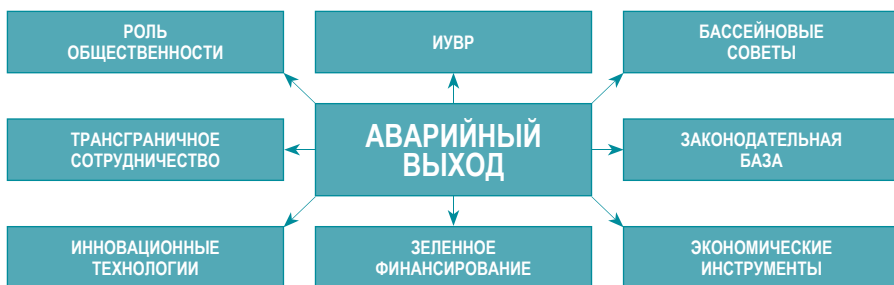 РОЛЬ
ОБЩЕСТВЕННОСТИ
ИУВР
БАССЕЙНОВЫЕ
СОВЕТЫ
ТРАНСГРАНИЧНОЕ
СОТРУДНИЧЕСТВО
АВАРИЙНЫЙ
ВЫХОД
ЗАКОНОДАТЕЛЬНАЯ
БАЗА
ИННОВАЦИОННЫЕ
ТЕХНОЛОГИИ
ЗЕЛЕННОЕ
ФИНАНСИРОВАНИЕ
ЭКОНОМИЧЕСКИЕ
ИНСТРУМЕНТЫ